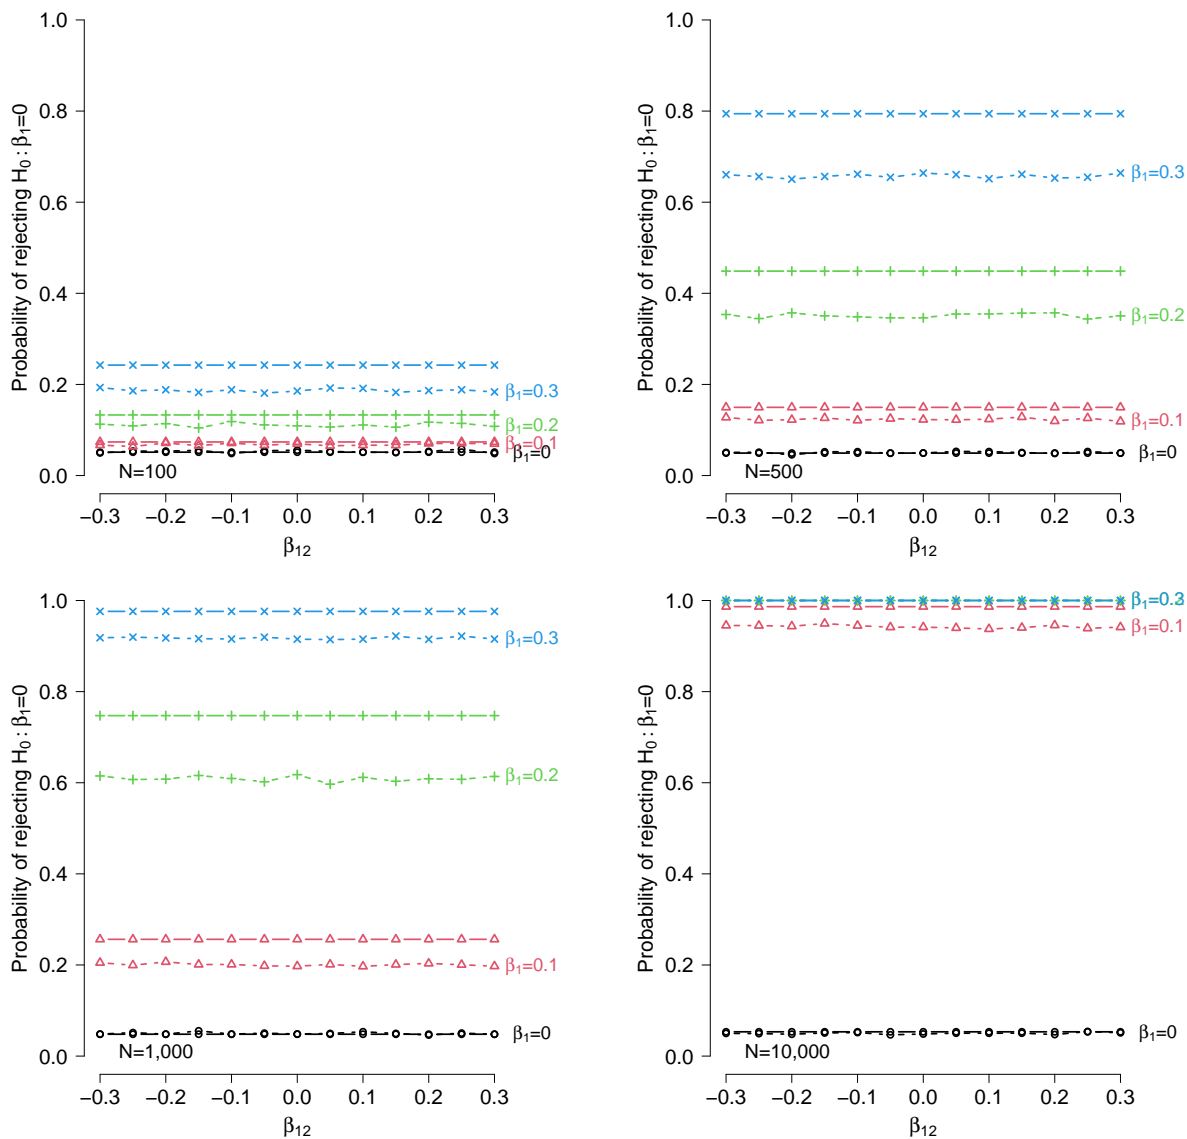 1.0
0.8
0.6
0.4
0.2
0.0
Probability of rejecting H₀ : β₁=0
β₁=0.3
β₁=0.2
β₁=0.1
β₁=0
N=100
−0.3 −0.2 −0.1 0.0 0.1 0.2 0.3
β₁₂
1.0
0.8
0.6
0.4
0.2
0.0
Probability of rejecting H₀ : β₁=0
β₁=0.3
β₁=0.2
β₁=0.1
β₁=0
N=500
−0.3 −0.2 −0.1 0.0 0.1 0.2 0.3
β₁₂
1.0
0.8
0.6
0.4
0.2
0.0
Probability of rejecting H₀ : β₁=0
β₁=0.3
β₁=0.2
β₁=0.1
β₁=0
N=1,000
−0.3 −0.2 −0.1 0.0 0.1 0.2 0.3
β₁₂
1.0
0.8
0.6
0.4
0.2
0.0
Probability of rejecting H₀ : β₁=0
β₁=0.3
β₁=0.1
β₁=0
N=10,000
−0.3 −0.2 −0.1 0.0 0.1 0.2 0.3
β₁₂